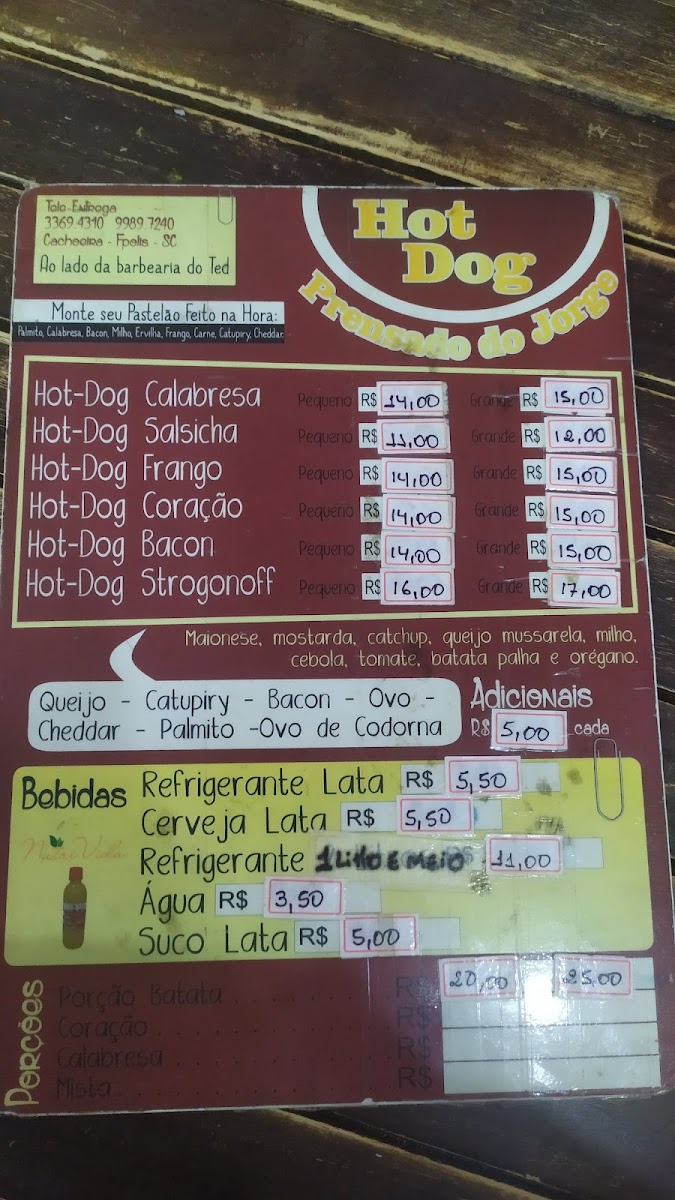 Tele-Entrega
3369.4310 9989.7240
Cachoeira - Fpolis - SC
Ao lado da barbearia do Ted
Hot
Dog
Prensado do Jorge
Monte seu Pastelão Feito na Hora:
Palmito, Calabresa, Bacon, Milho, Ervilha, Frango, Carne, Catupiry, Cheddar.
Hot-Dog Calabresa Pequeno R$ 14,00 Grande R$ 15,00
Hot-Dog Salsicha Pequeno R$ 11,00 Grande R$ 12,00
Hot-Dog Frango Pequeno R$ 14,00 Grande R$ 15,00
Hot-Dog Coração Pequeno R$ 14,00 Grande R$ 15,00
Hot-Dog Bacon Pequeno R$ 14,00 Grande R$ 15,00
Hot-Dog Strogonoff Pequeno R$ 16,00 Grande R$ 17,00
Maionese, mostarda, catchup, queijo mussarela, milho,
cebola, tomate, batata palha e orégano.
Queijo - Catupiry - Bacon - Ovo -
Cheddar - Palmito -Ovo de Codorna
Adicionais
R$ 5,00 cada
Bebidas
Refrigerante Lata R$ 5,50
Cerveja Lata R$ 5,50
Refrigerante 1 Litro E MEIO 11,00
Água R$ 3,50
Suco Lata R$ 5,00
PORÇÕES
Porção Batata . . . . . . . . . . R$ 20,00 25,00
Coração . . . . . . . . . . . . . R$
Calabresa . . . . . . . . . . . . R$
Mista . . . . . . . . . . . . . . R$